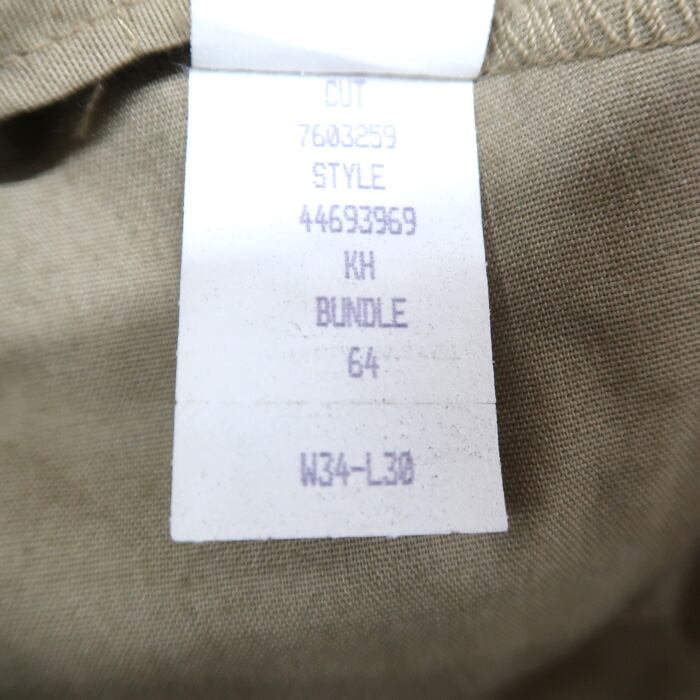 CUT
7603259
STYLE
44693969
KH
BUNDLE
64
W34-L30